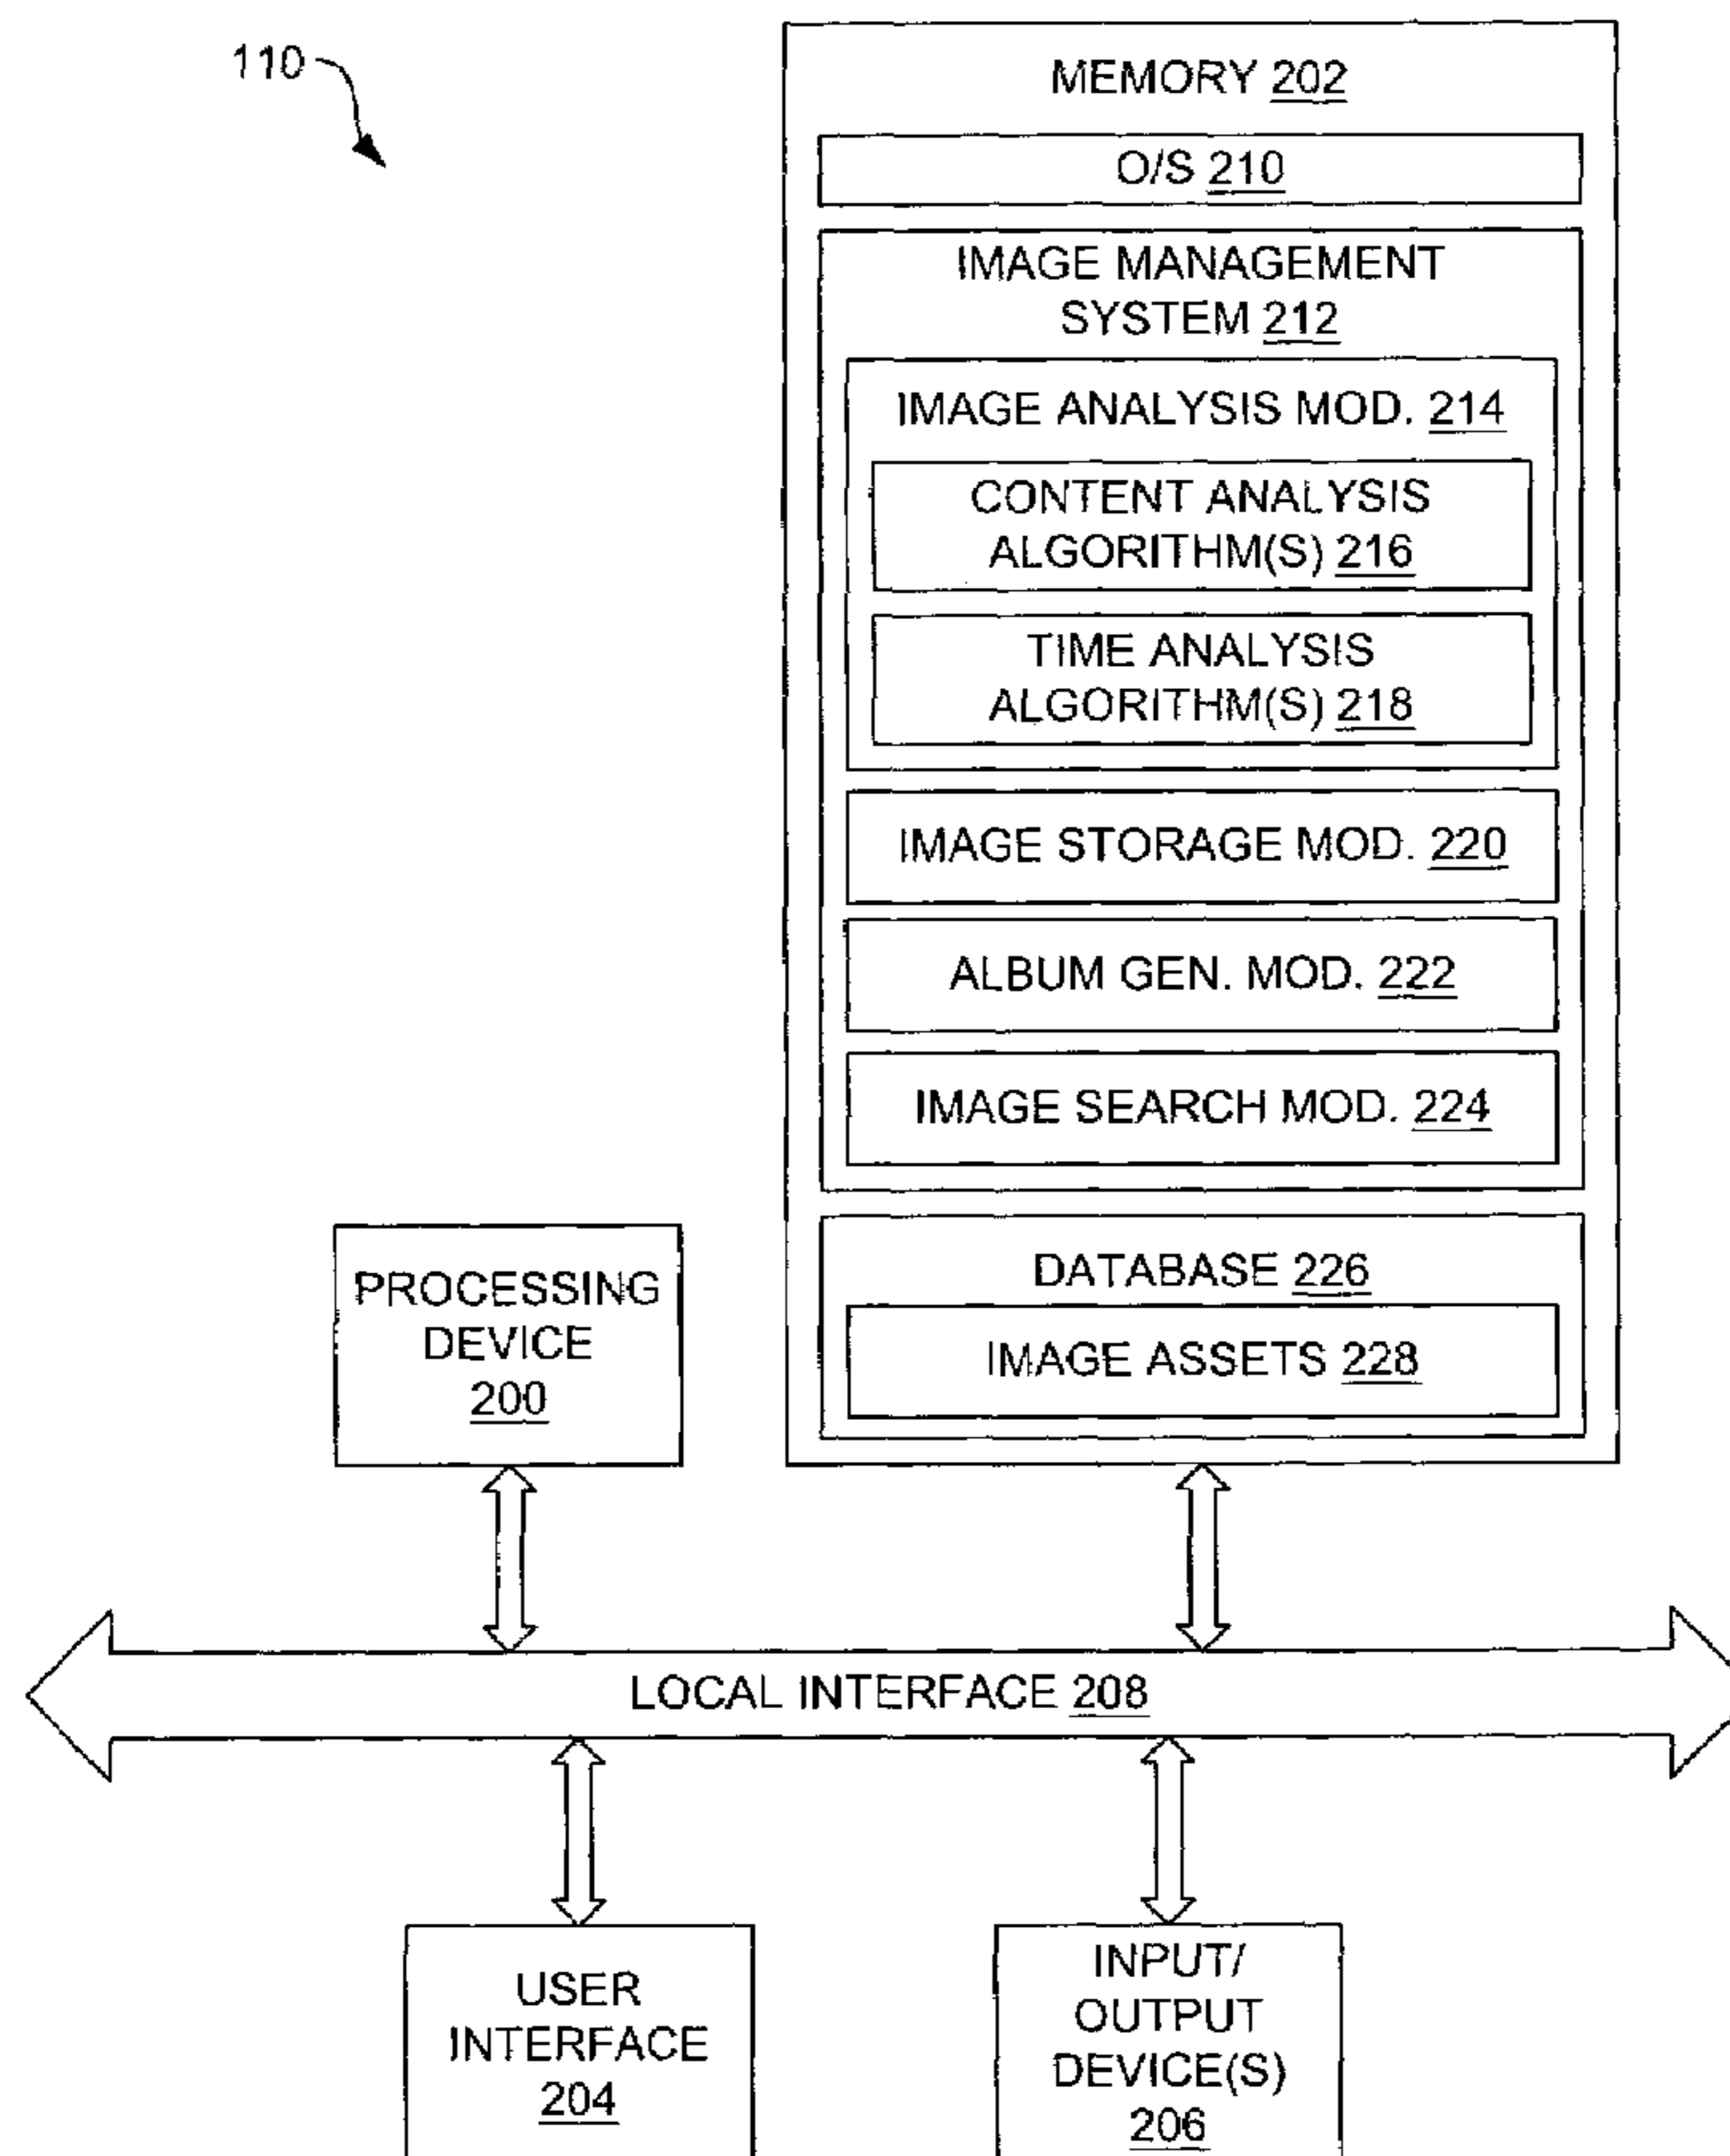 110
MEMORY 202
O/S 210
IMAGE MANAGEMENT
SYSTEM 212
IMAGE ANALYSIS MOD. 214
CONTENT ANALYSIS
ALGORITHM(S) 216
TIME ANALYSIS
ALGORITHM(S) 218
IMAGE STORAGE MOD. 220
ALBUM GEN. MOD. 222
IMAGE SEARCH MOD. 224
DATABASE 226
IMAGE ASSETS 228
PROCESSING
DEVICE
200
LOCAL INTERFACE 208
USER
INTERFACE
204
INPUT/
OUTPUT
DEVICE(S)
206